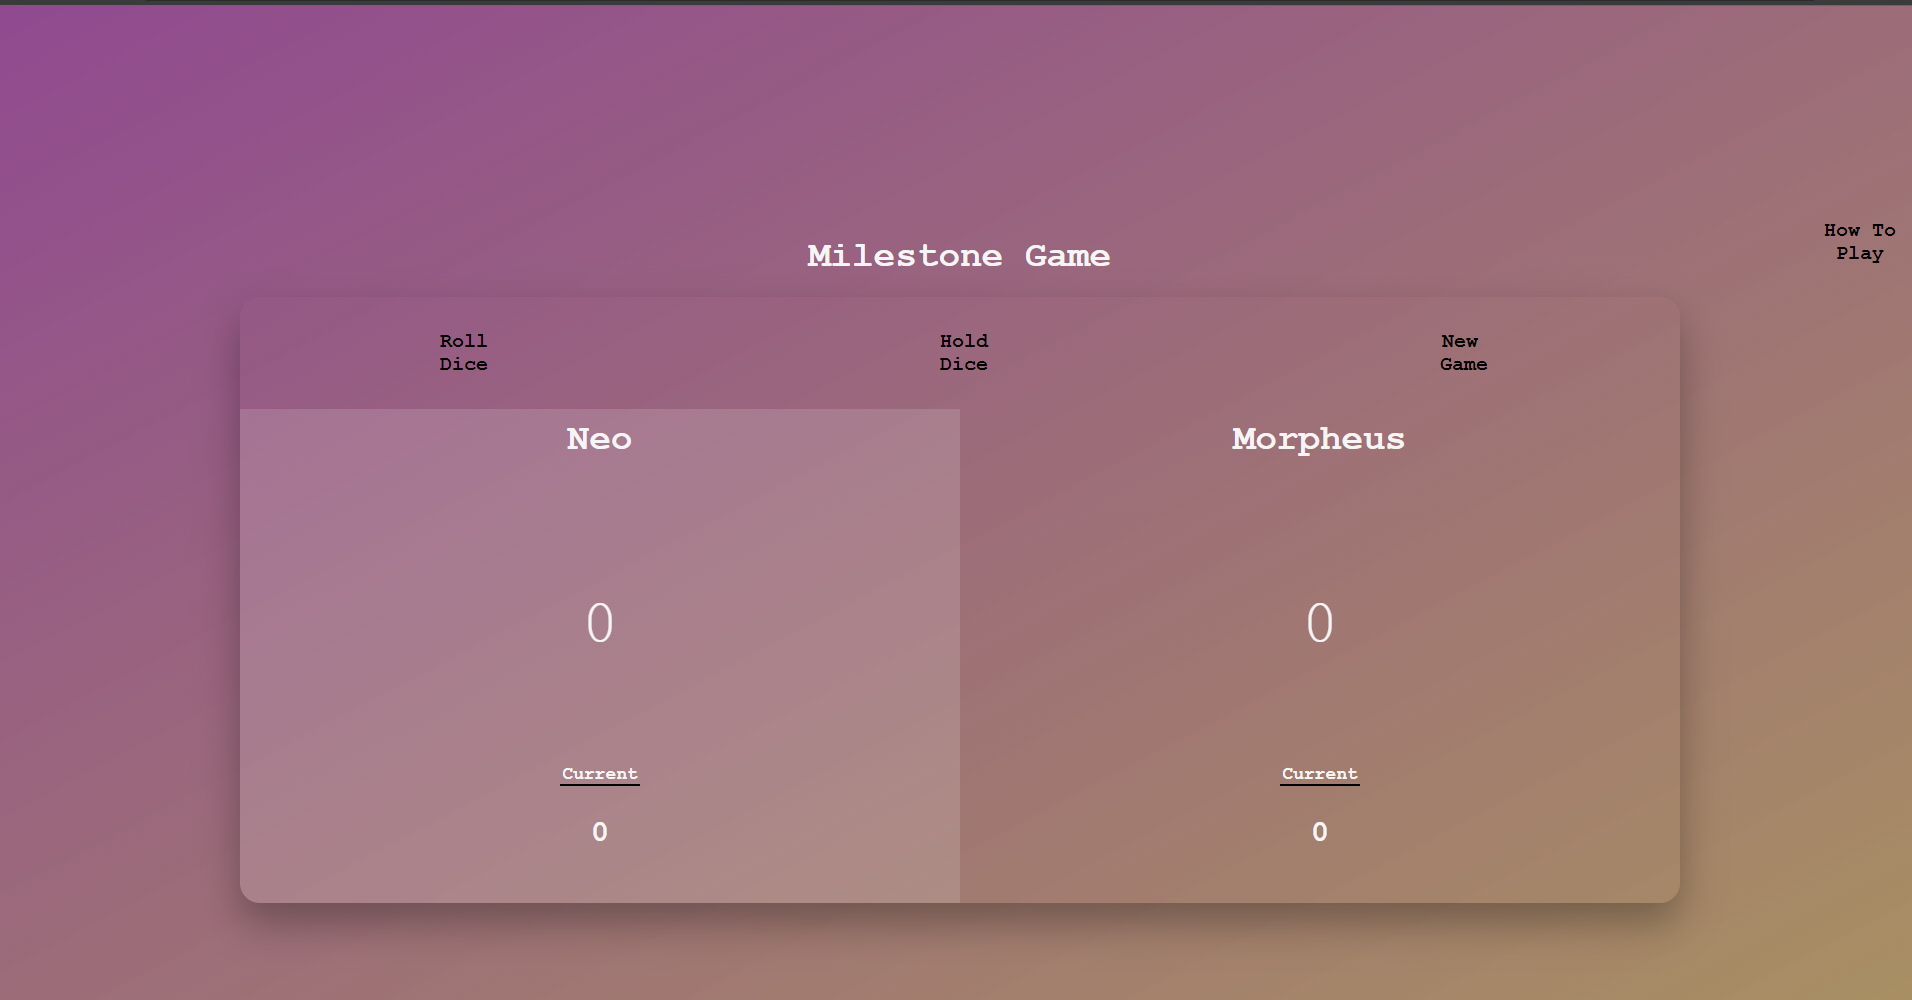 Milestone Game
How To
Play
Roll
Dice
Hold
Dice
New
Game
Neo
Morpheus
0
0
Current
Current
0
0